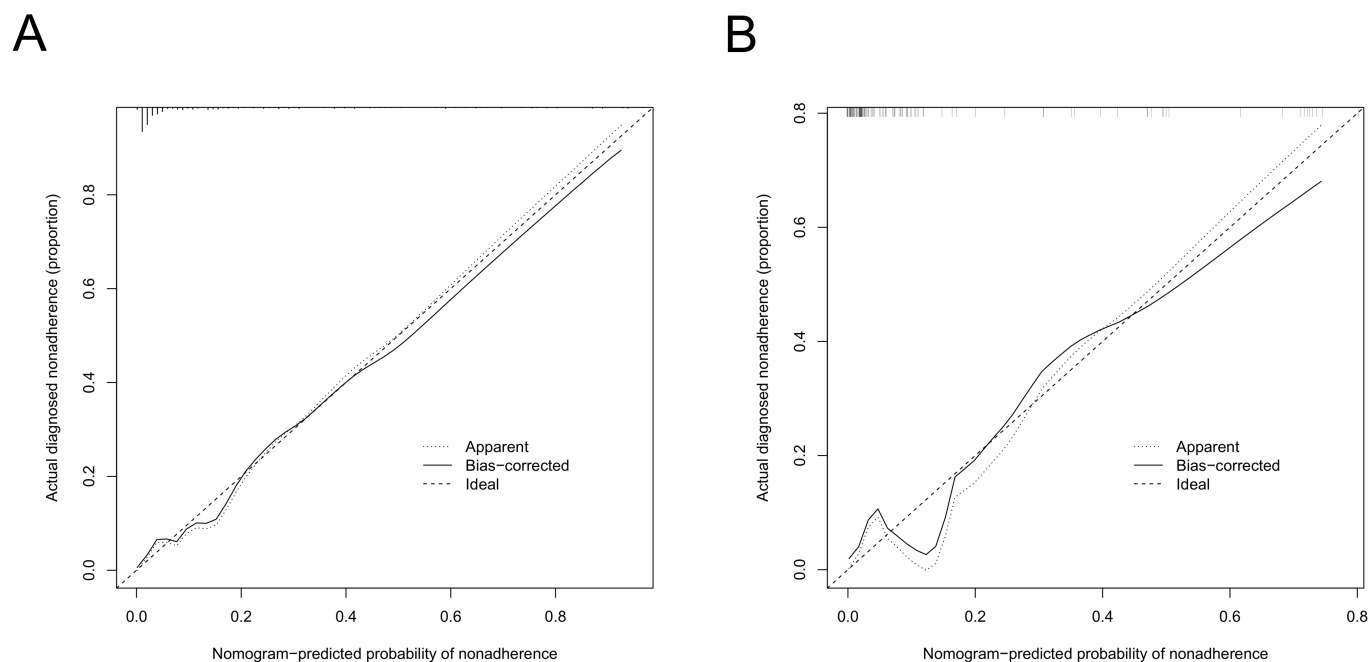 A
B
0.8
0.6
0.4
0.2
0.0
Actual diagnosed nonadherence (proportion)
Apparent
Bias−corrected
Ideal
0.0 0.2 0.4 0.6 0.8
Nomogram−predicted probability of nonadherence
0.8
0.6
0.4
0.2
0.0
Actual diagnosed nonadherence (proportion)
Apparent
Bias−corrected
Ideal
0.0 0.2 0.4 0.6 0.8
Nomogram−predicted probability of nonadherence